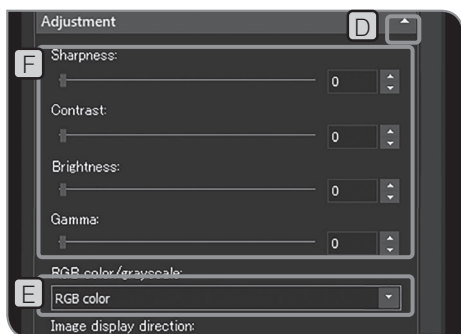 Adjustment
D
F
Sharpness:
0
Contrast:
0
Brightness:
0
Gamma:
0
RGB color/grayscale:
E
RGB color
Image display direction: